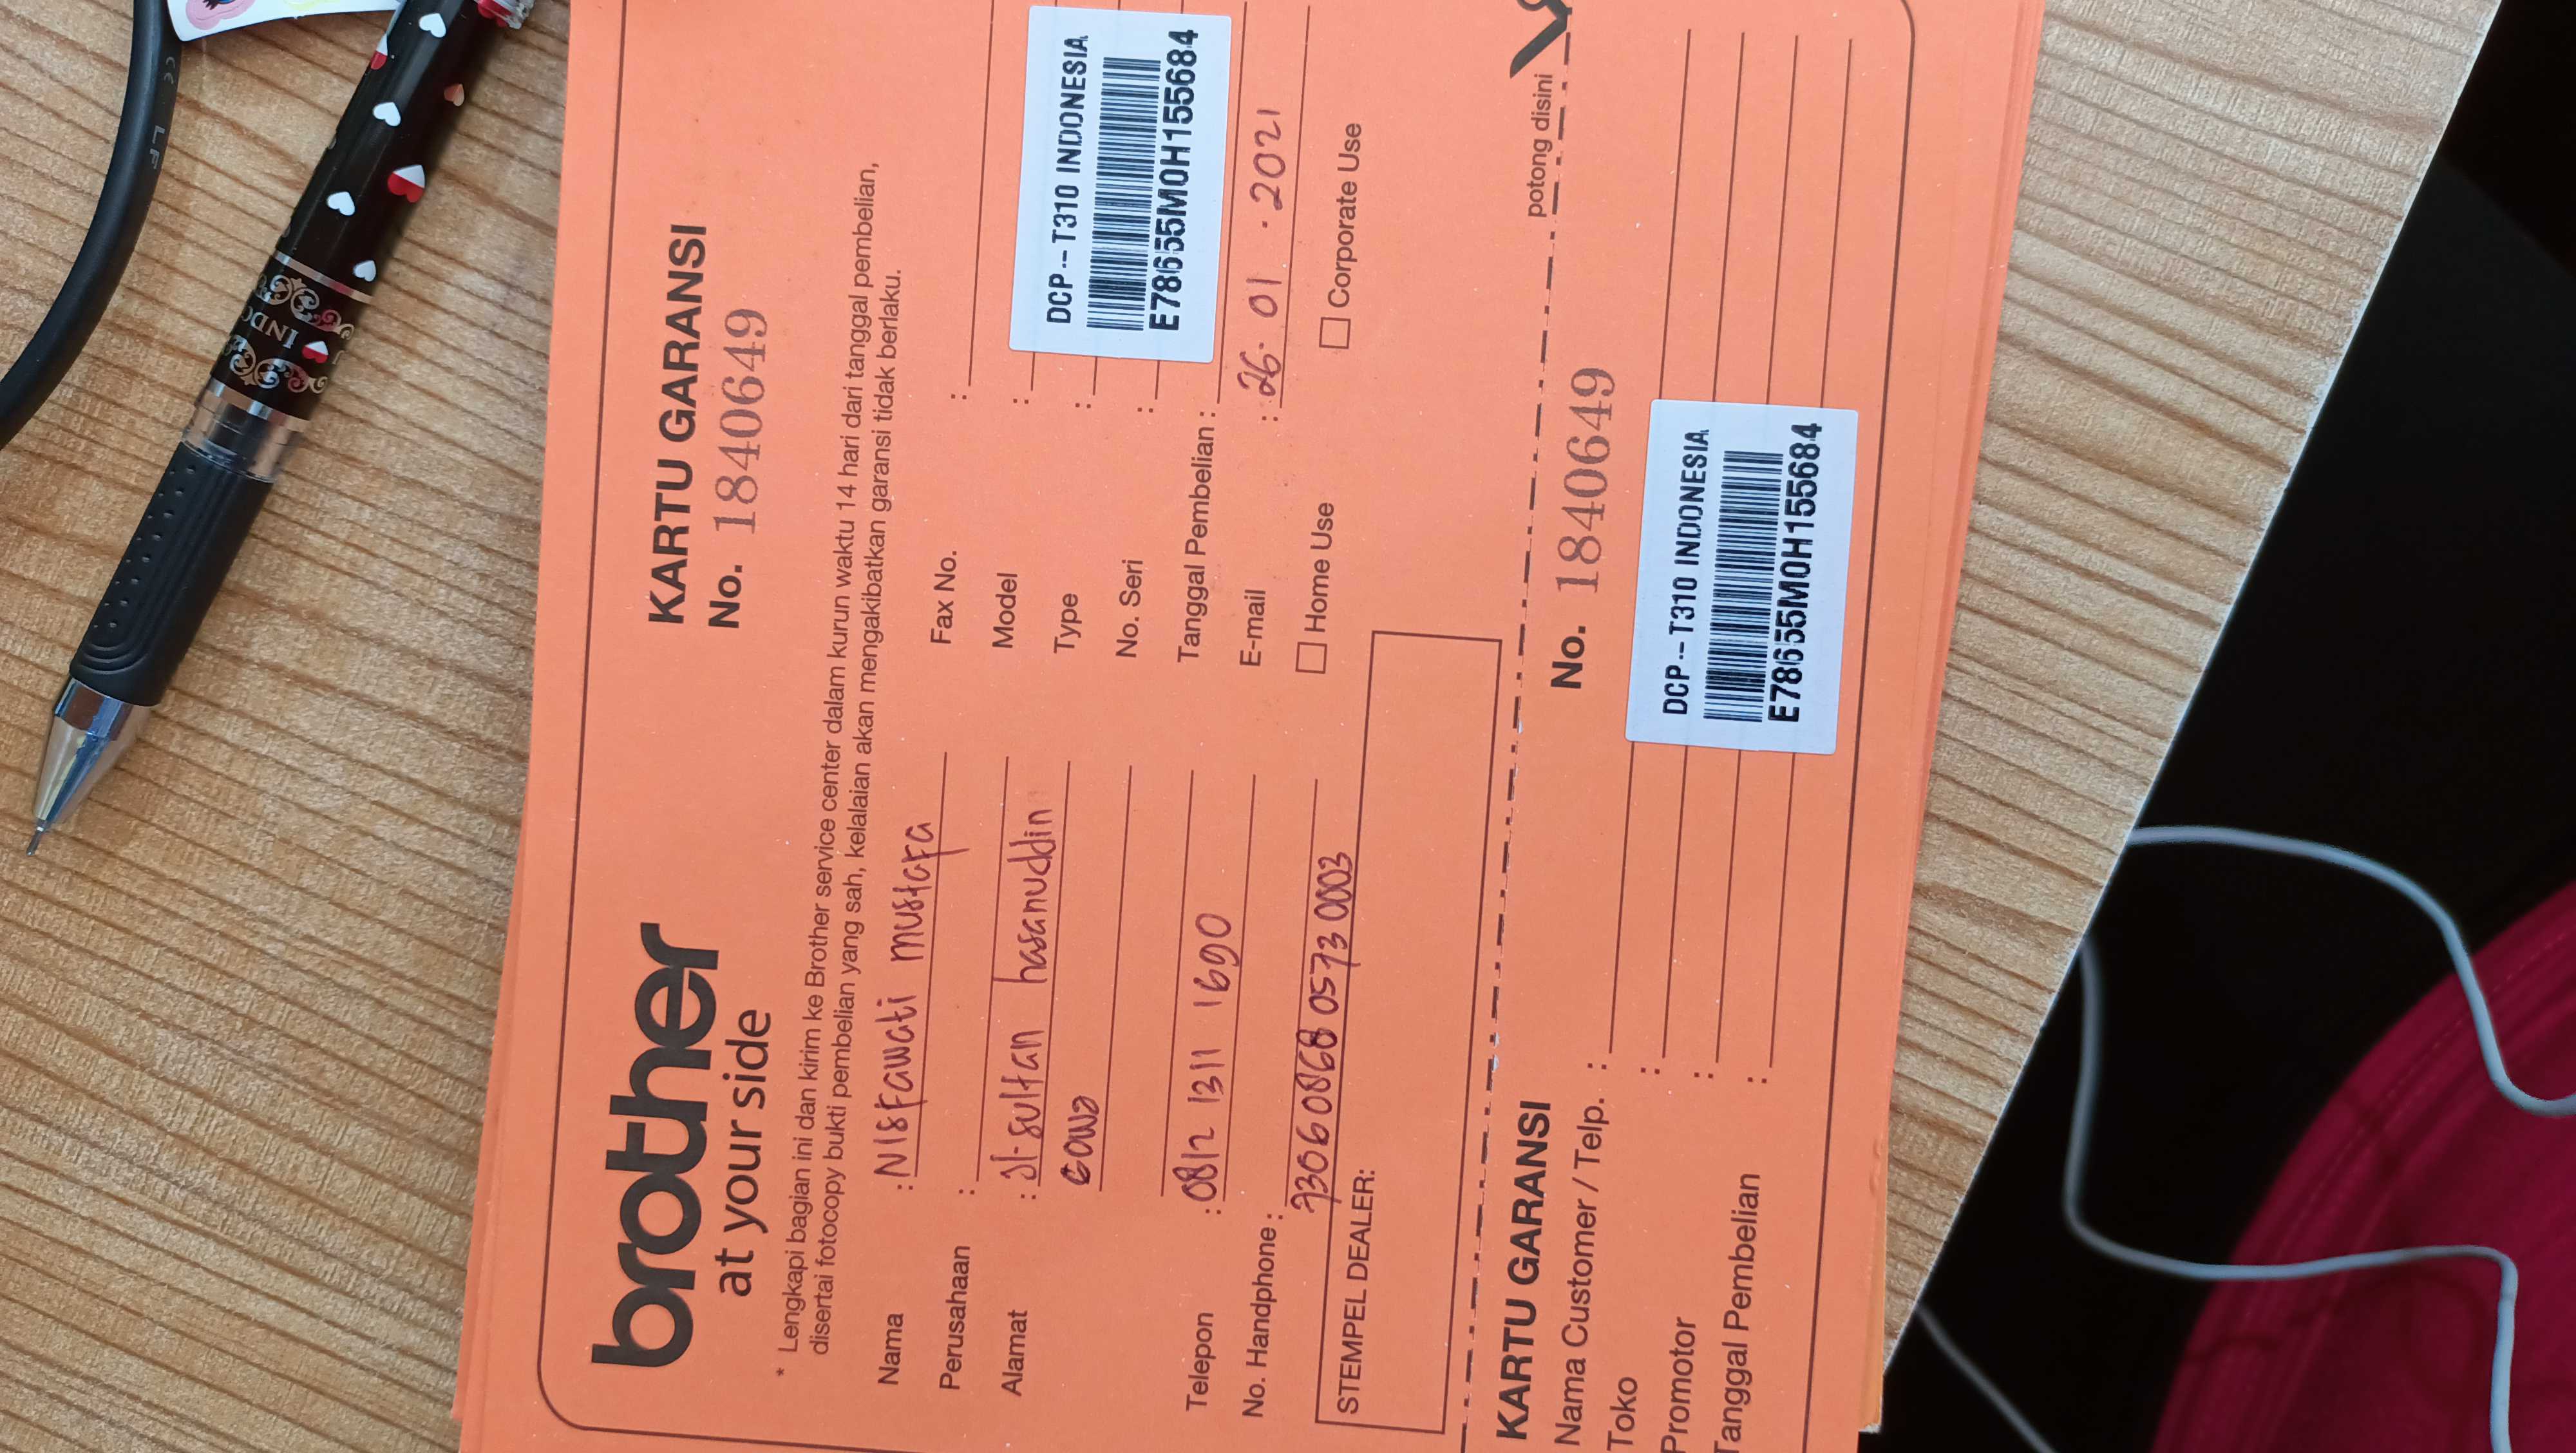 brother
at your side
KARTU GARANSI
No. 1840649
* Lengkapi bagian ini dan kirim ke Brother service center dalam kurun waktu 14 hari dari tanggal pembelian,
disertai fotocopy bukti pembelian yang sah, kelalaian akan mengakibatkan garansi tidak berlaku.
Nama : Nisfawati mustafa
Perusahaan :
Alamat : Jl. sultan hasanuddin
gowa
Telepon : 0812 1311 1690
No. Handphone : 7306 0868 0573 0003
Fax No. :
Model :
Type :
No. Seri :
Tanggal Pembelian :
E-mail : 26. 01 . 2021
Home Use
Corporate Use
DCP-T310 INDONESIA
E78655M0H155684
STEMPEL DEALER:
potong disini
KARTU GARANSI
No. 1840649
Nama Customer / Telp. :
Toko :
Promotor :
Tanggal Pembelian :
DCP-T310 INDONESIA
E78655M0H155684
LF